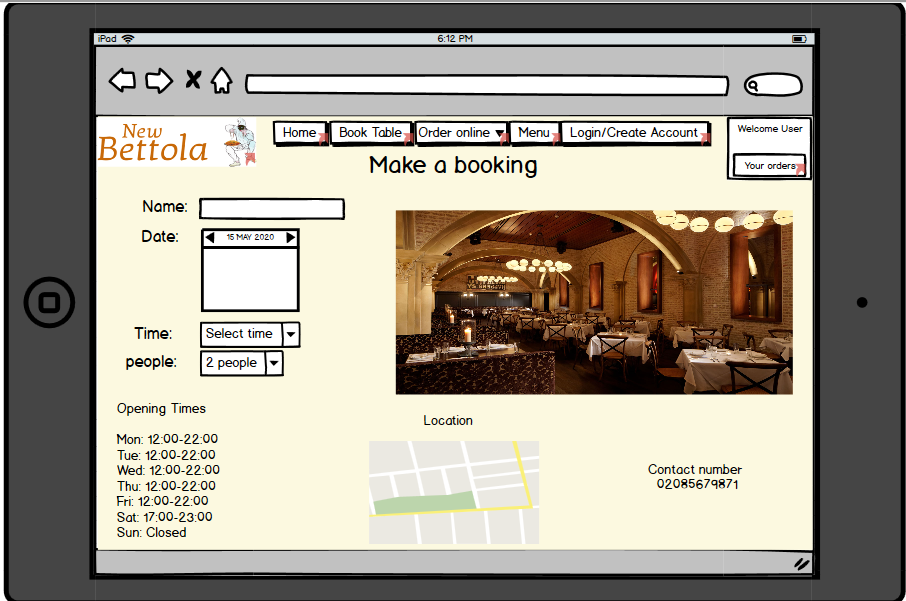 iPad
6:12 PM
New
Bettola
Home
Book Table
Order online
Menu
Login/Create Account
Welcome User
Your orders
Make a booking
Name:
Date:
15 MAY 2020
Time:
Select time
people:
2 people
Opening Times
Mon: 12:00-22:00
Tue: 12:00-22:00
Wed: 12:00-22:00
Thu: 12:00-22:00
Fri: 12:00-22:00
Sat: 17:00-23:00
Sun: Closed
Location
Contact number
02085679871